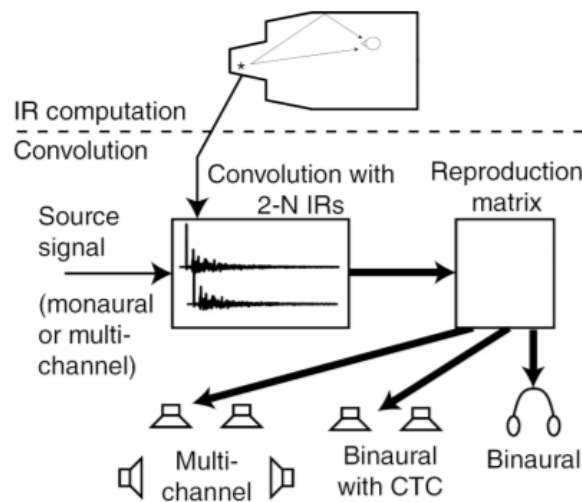 IR computation
Convolution
Convolution with
2-N IRs
Reproduction
matrix
Source
signal
(monaural
or multi-
channel)
Multi-
channel
Binaural
with CTC
Binaural